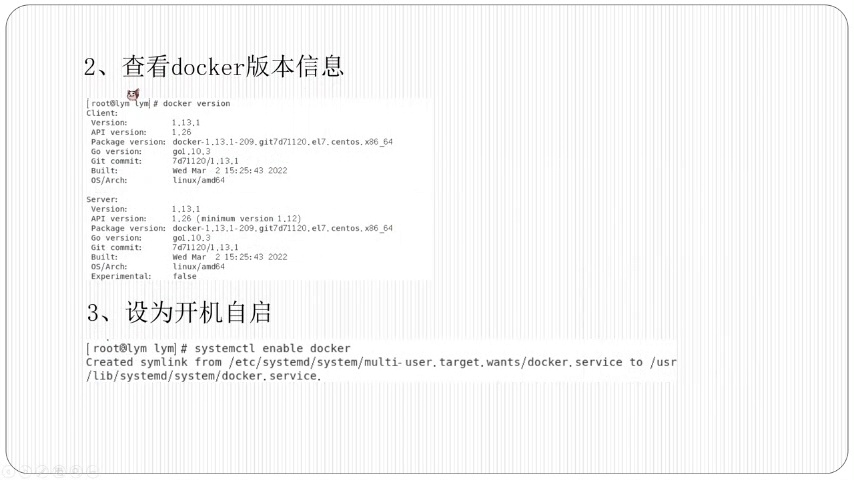 2、查看docker版本信息
[root@lym lym]# docker version
Client:
Version: 1.13.1
API version: 1.26
Package version: docker-1.13.1-209.git7d71120.el7.centos.x86_64
Go version: go1.10.3
Git commit: 7d71120/1.13.1
Built: Wed Mar 2 15:25:43 2022
OS/Arch: linux/amd64
Server:
Version: 1.13.1
API version: 1.26 (minimum version 1.12)
Package version: docker-1.13.1-209.git7d71120.el7.centos.x86_64
Go version: go1.10.3
Git commit: 7d71120/1.13.1
Built: Wed Mar 2 15:25:43 2022
OS/Arch: linux/amd64
Experimental: false
3、设为开机自启
[root@lym lym]# systemctl enable docker
Created symlink from /etc/systemd/system/multi-user.target.wants/docker.service to /usr
/lib/systemd/system/docker.service.